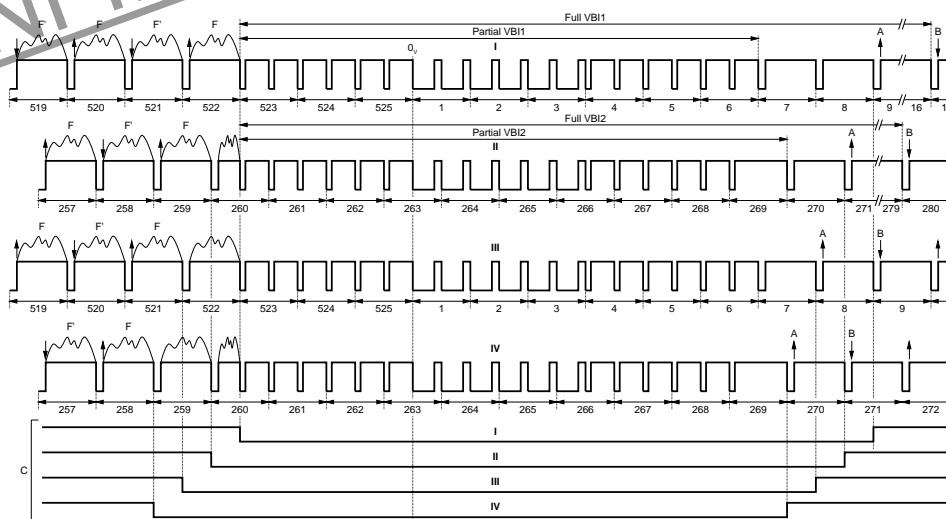 Full VBI1
Partial VBI1
F' F F' F I A B
0v
519 520 521 522 523 524 525 1 2 3 4 5 6 7 8 9 16
Full VBI2
Partial VBI2
F F' F II A B
257 258 259 260 261 262 263 264 265 266 267 268 269 270 271 279 280
F F' F III A B
519 520 521 522 523 524 525 1 2 3 4 5 6 7 8 9
F' F IV A B
257 258 259 260 261 262 263 264 265 266 267 268 269 270 271 272
I
II
C
III
IV